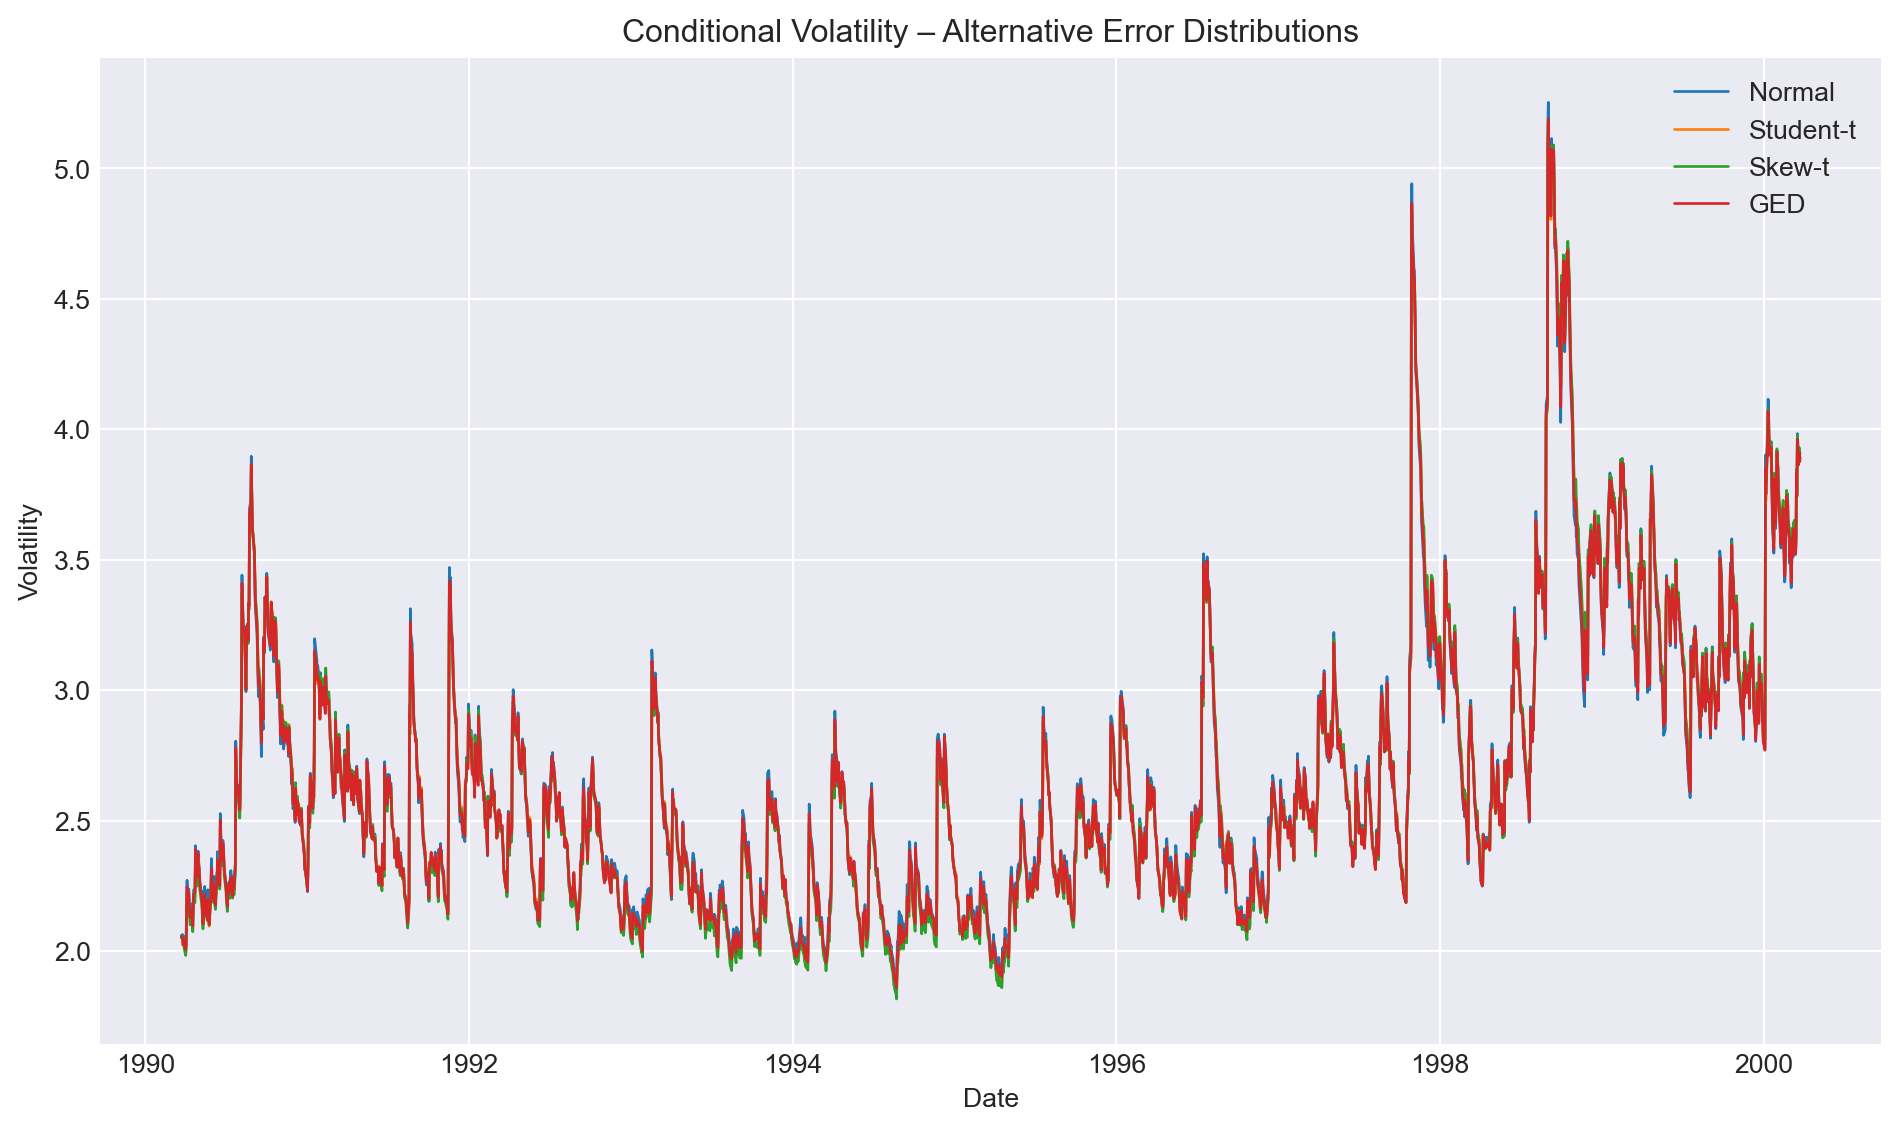 Conditional Volatility – Alternative Error Distributions
Normal
Student-t
Skew-t
GED
Volatility
5.0
4.5
4.0
3.5
3.0
2.5
2.0
1990
1992
1994
1996
1998
2000
Date